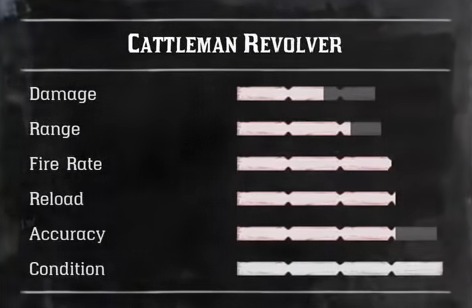 Cattleman Revolver
Damage
Range
Fire Rate
Reload
Accuracy
Condition